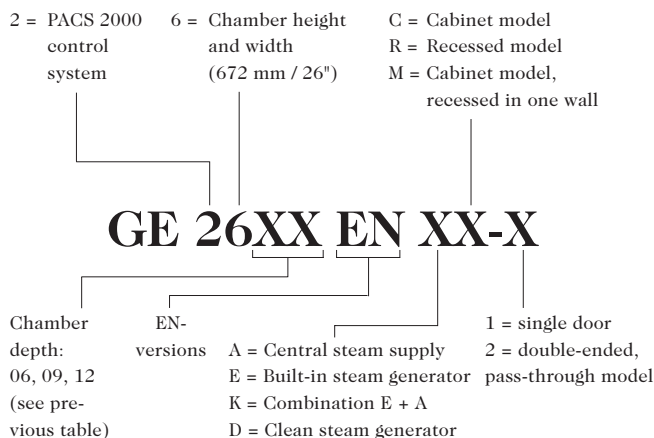 2 = PACS 2000
control
system
6 = Chamber height
and width
(672 mm / 26")
C = Cabinet model
R = Recessed model
M = Cabinet model,
recessed in one wall
GE 26XX EN XX-X
Chamber
depth:
06, 09, 12
(see pre-
vious table)
EN-
versions
A = Central steam supply
E = Built-in steam generator
K = Combination E + A
D = Clean steam generator
1 = single door
2 = double-ended,
pass-through model